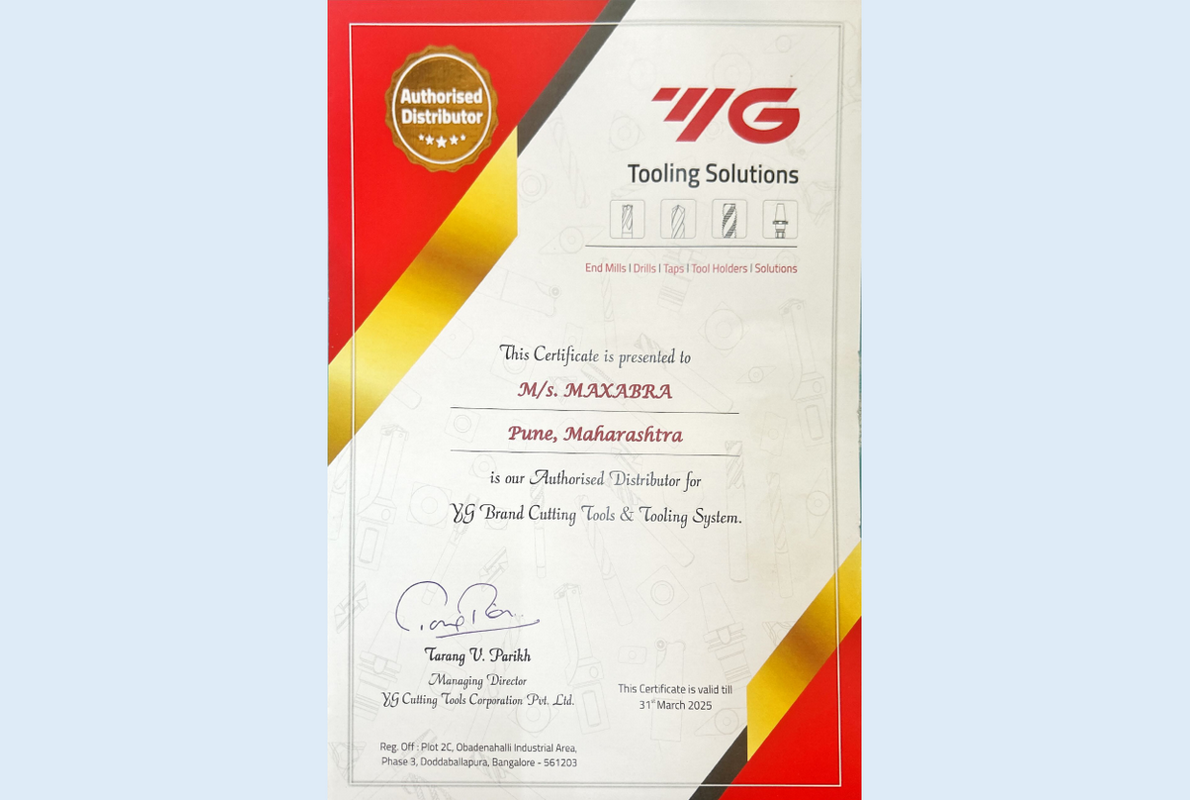 Authorised
Distributor
YG
Tooling Solutions
End Mills | Drills | Taps | Tool Holders | Solutions
This Certificate is presented to
M/s. MAXABRA
Pune, Maharashtra
is our Authorised Distributor for
YG Brand Cutting Tools & Tooling System.
Tarang V. Parikh
Managing Director
YG Cutting Tools Corporation Pvt. Ltd.
This Certificate is valid till
31st March 2025
Reg. Off : Plot 2C, Obadenahalli Industrial Area,
Phase 3, Doddaballapura, Bangalore - 561203